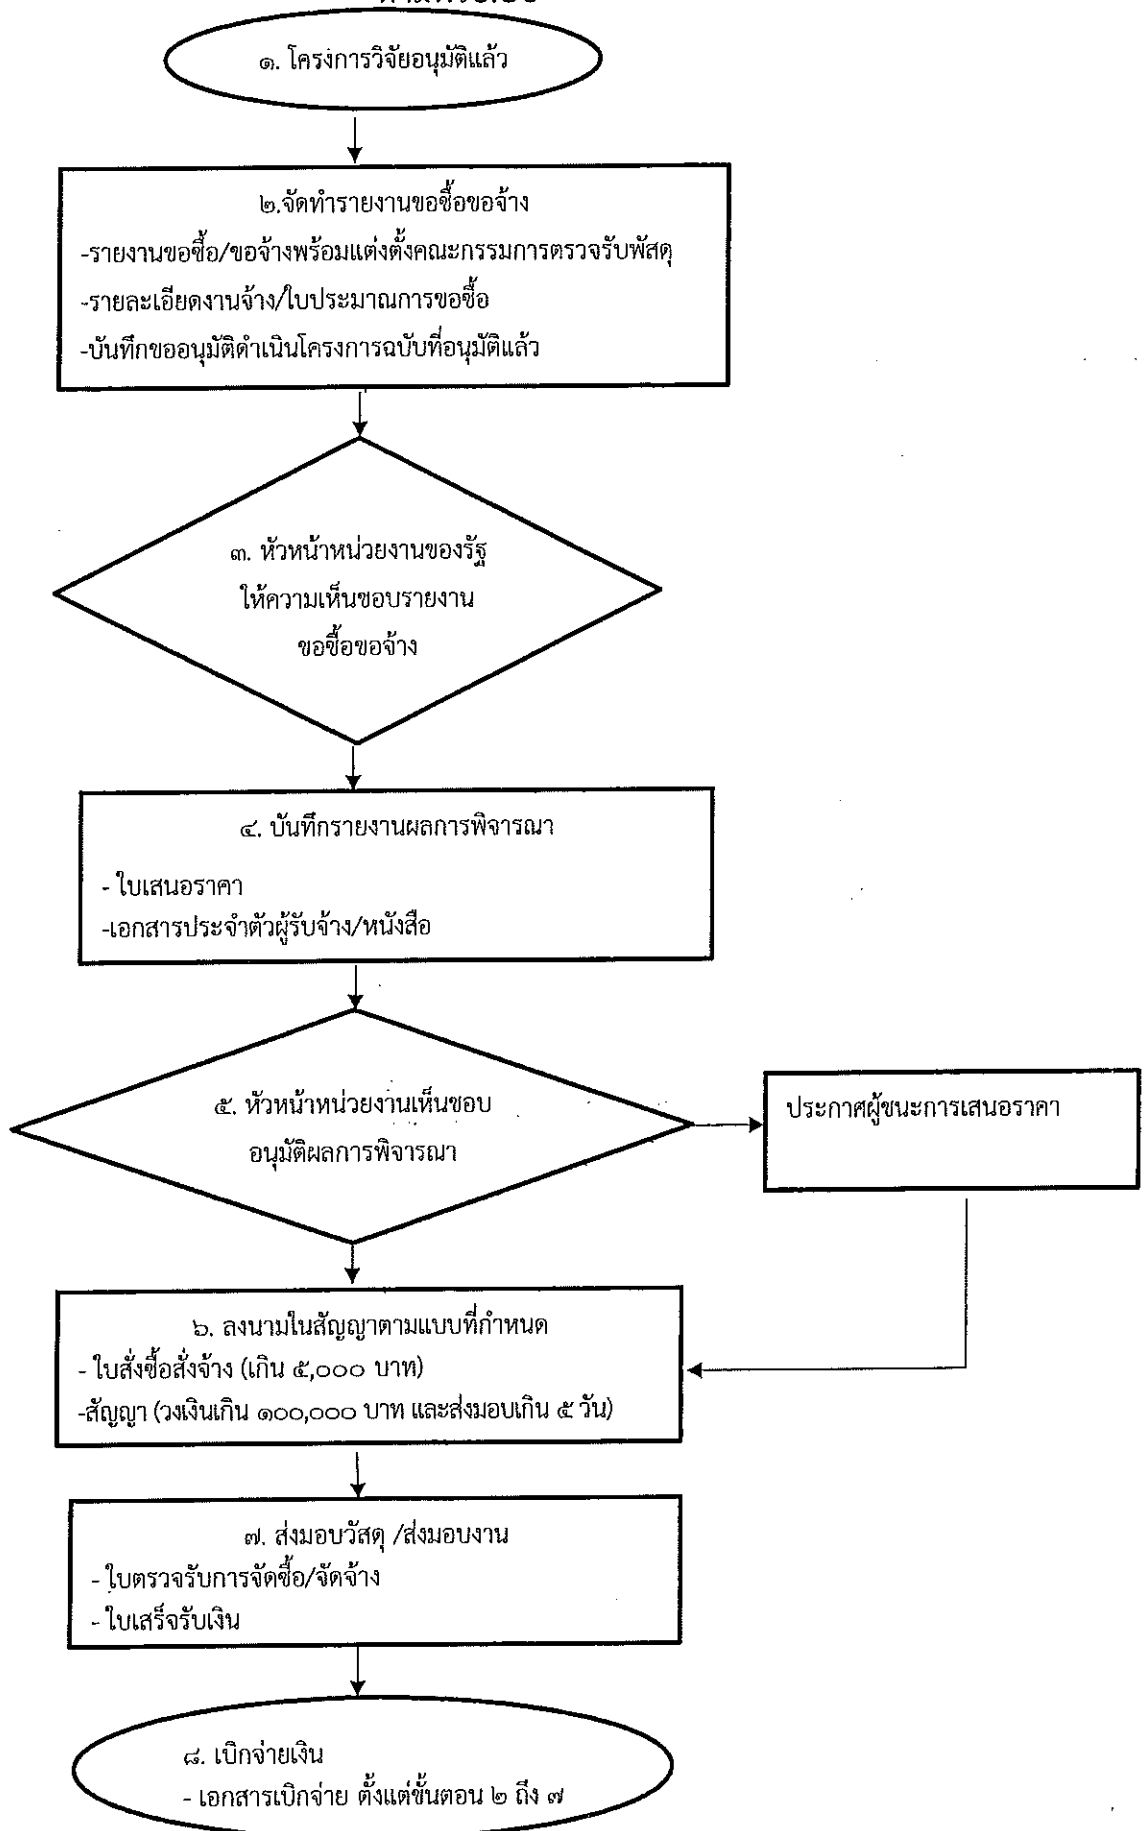 ๑. โครงการวิจัยอนุมัติแล้ว
๒.จัดทำรายงานขอซื้อขอจ้าง
-รายงานขอซื้อ/ขอจ้างพร้อมแต่งตั้งคณะกรรมการตรวจรับพัสดุ
-รายละเอียดงานจ้าง/ใบประมาณการขอซื้อ
-บันทึกขออนุมัติดำเนินโครงการฉบับที่อนุมัติแล้ว
๓. หัวหน้าหน่วยงานของรัฐ
ให้ความเห็นชอบรายงาน
ขอซื้อขอจ้าง
๔. บันทึกรายงานผลการพิจารณา
- ใบเสนอราคา
-เอกสารประจำตัวผู้รับจ้าง/หนังสือ
๕. หัวหน้าหน่วยงานเห็นชอบ
อนุมัติผลการพิจารณา
ประกาศผู้ชนะการเสนอราคา
๖. ลงนามในสัญญาตามแบบที่กำหนด
- ใบสั่งซื้อสั่งจ้าง (เกิน ๕,๐๐๐ บาท)
-สัญญา (วงเงินเกิน ๑๐๐,๐๐๐ บาท และส่งมอบเกิน ๕ วัน)
๗. ส่งมอบวัสดุ /ส่งมอบงาน
- ใบตรวจรับการจัดซื้อ/จัดจ้าง
- ใบเสร็จรับเงิน
๘. เบิกจ่ายเงิน
- เอกสารเบิกจ่าย ตั้งแต่ขั้นตอน ๒ ถึง ๗